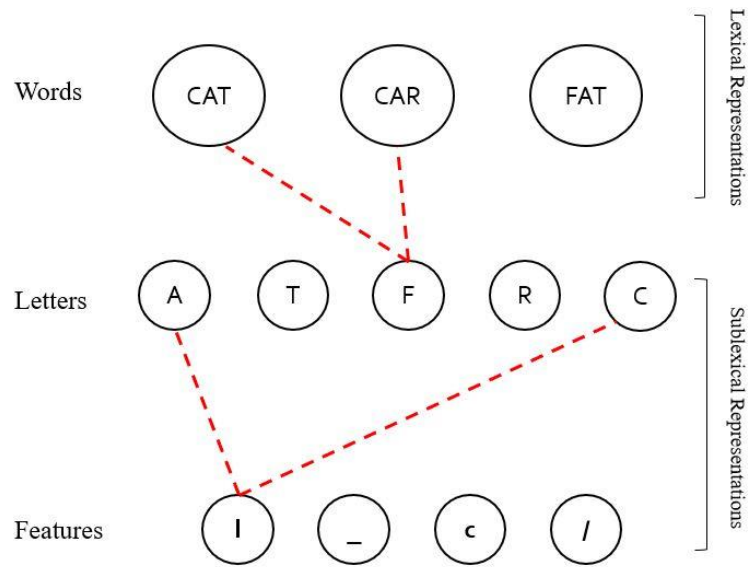 Words
CAT
CAR
FAT
Lexical Representations
Letters
A
T
F
R
C
Sublexical Representations
Features
I
_
c
/